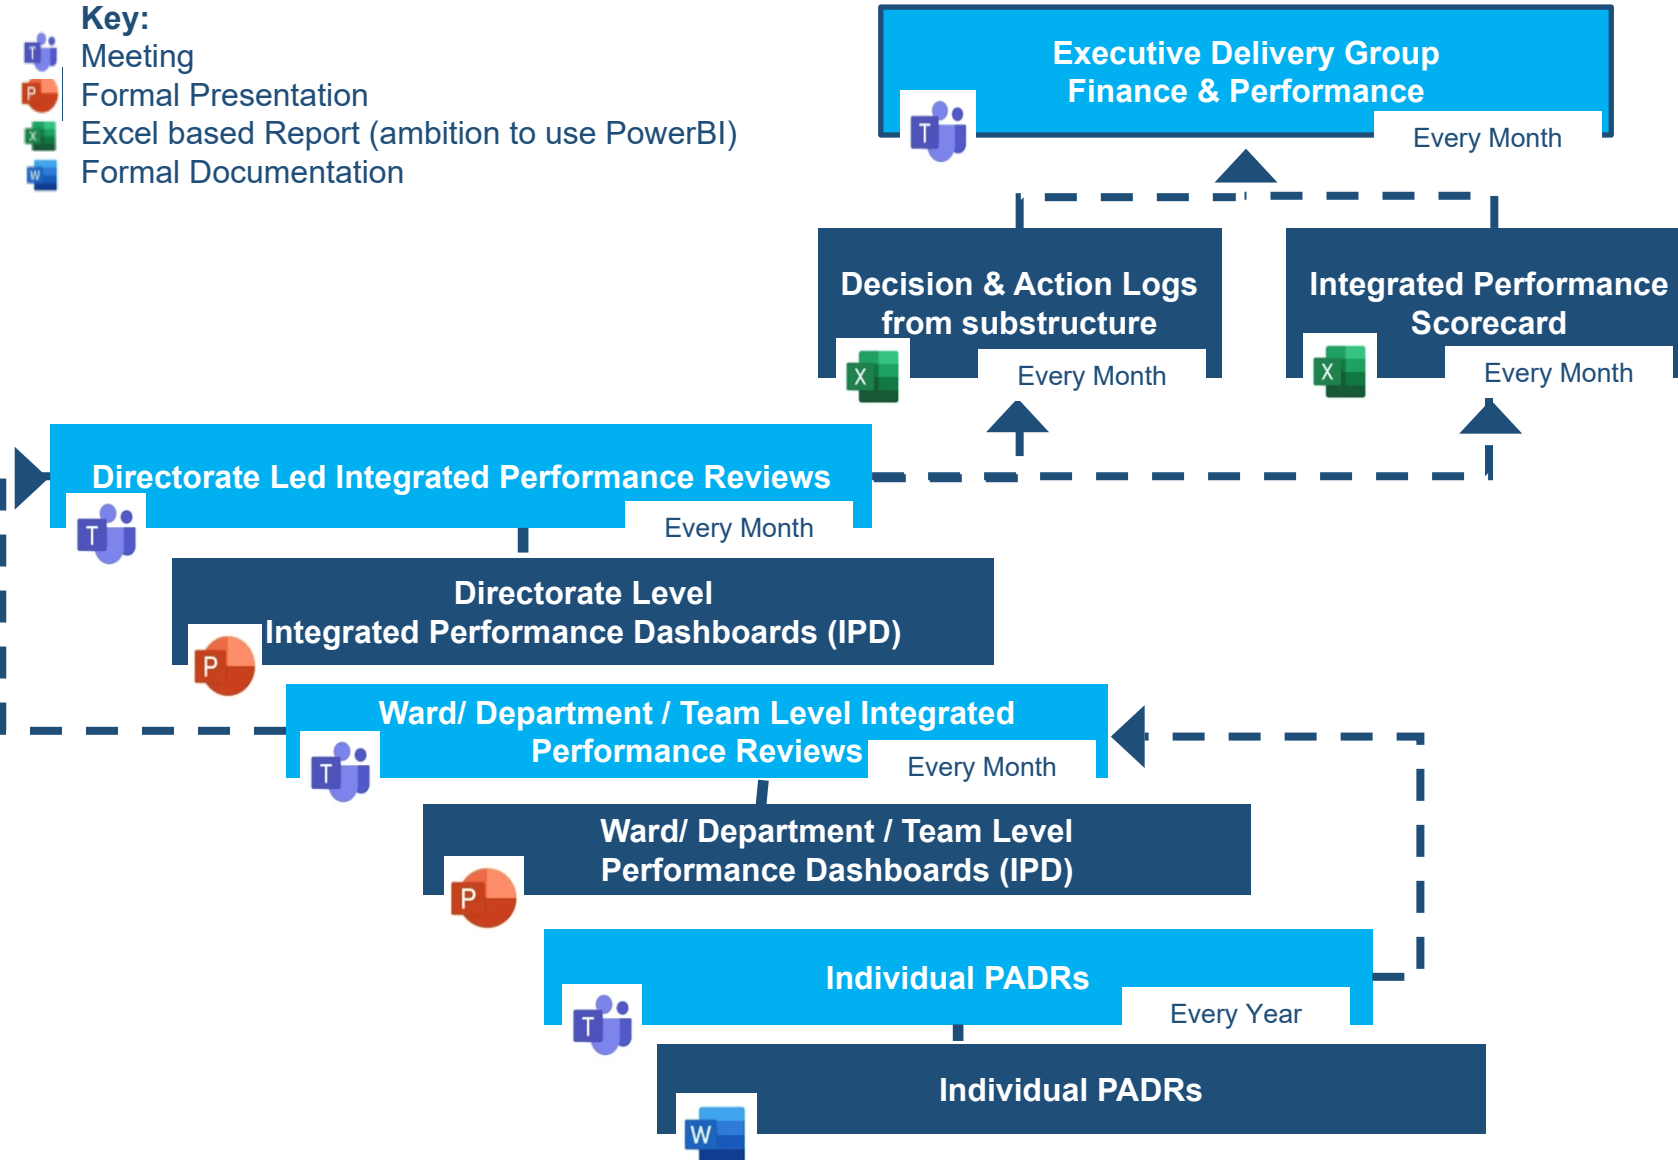 Key:
Meeting
Formal Presentation
Excel based Report (ambition to use PowerBI)
Formal Documentation
Executive Delivery Group
Finance & Performance
Every Month
Decision & Action Logs
from substructure
Every Month
Integrated Performance
Scorecard
Every Month
Directorate Led Integrated Performance Reviews
Every Month
Directorate Level
Integrated Performance Dashboards (IPD)
Ward/ Department / Team Level Integrated
Performance Reviews
Every Month
Ward/ Department / Team Level
Performance Dashboards (IPD)
Individual PADRs
Every Year
Individual PADRs